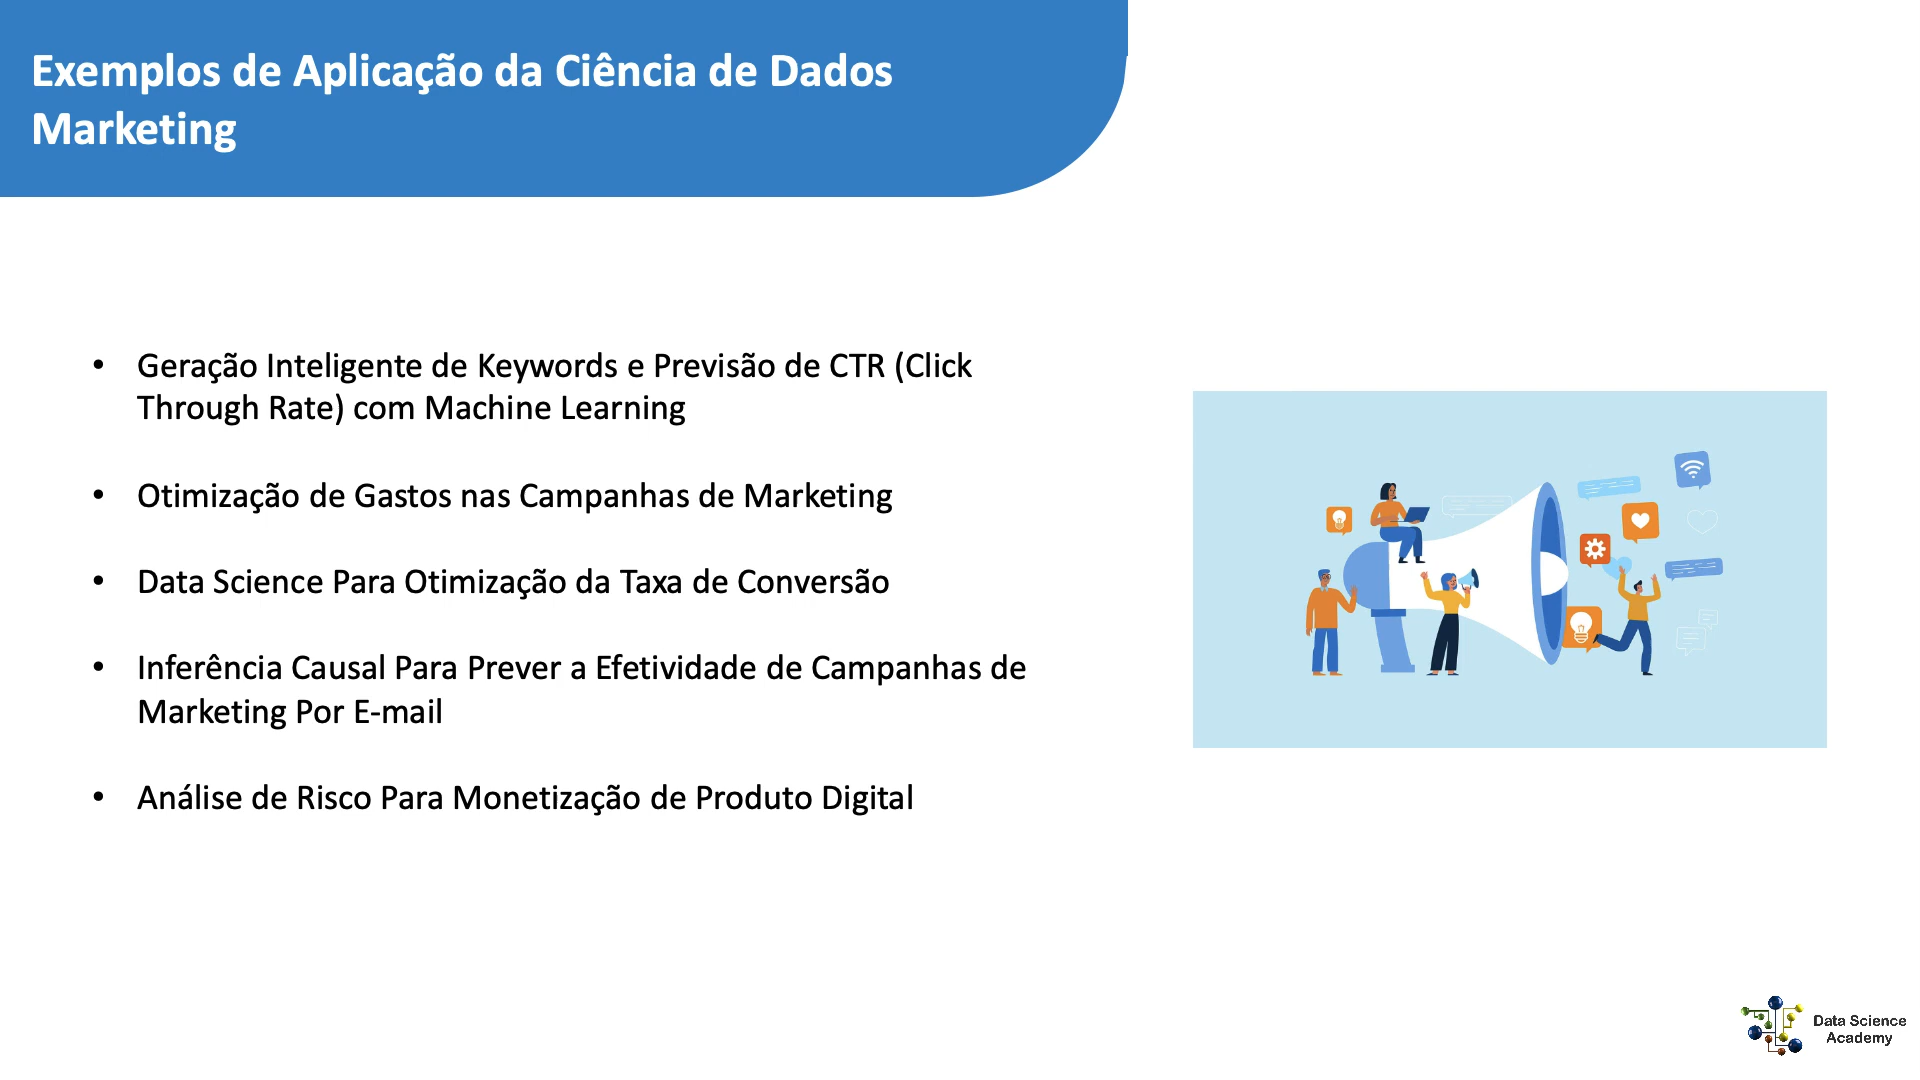 Exemplos de Aplicação da Ciência de Dados
Marketing
• Geração Inteligente de Keywords e Previsão de CTR (Click
Through Rate) com Machine Learning
• Otimização de Gastos nas Campanhas de Marketing
• Data Science Para Otimização da Taxa de Conversão
• Inferência Causal Para Prever a Efetividade de Campanhas de
Marketing Por E-mail
• Análise de Risco Para Monetização de Produto Digital
Data Science
Academy